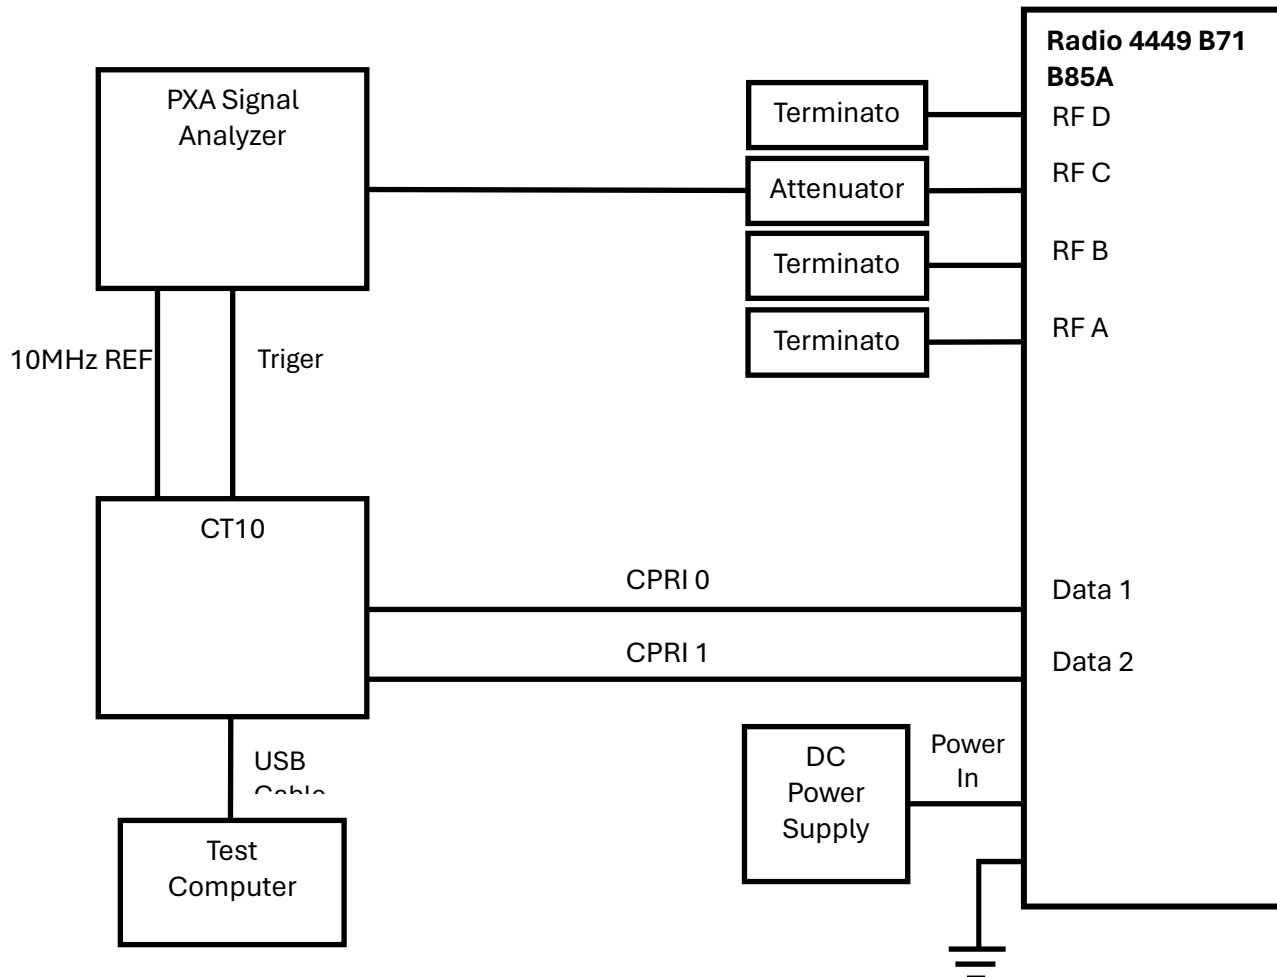 Radio 4449 B71
B85A
PXA Signal
Analyzer
Terminato
RF D
Attenuator
RF C
Terminato
RF B
Terminato
RF A
10MHz REF
Triger
CT10
CPRI 0
Data 1
CPRI 1
Data 2
USB
Cable
DC
Power
Supply
Power
In
Test
Computer